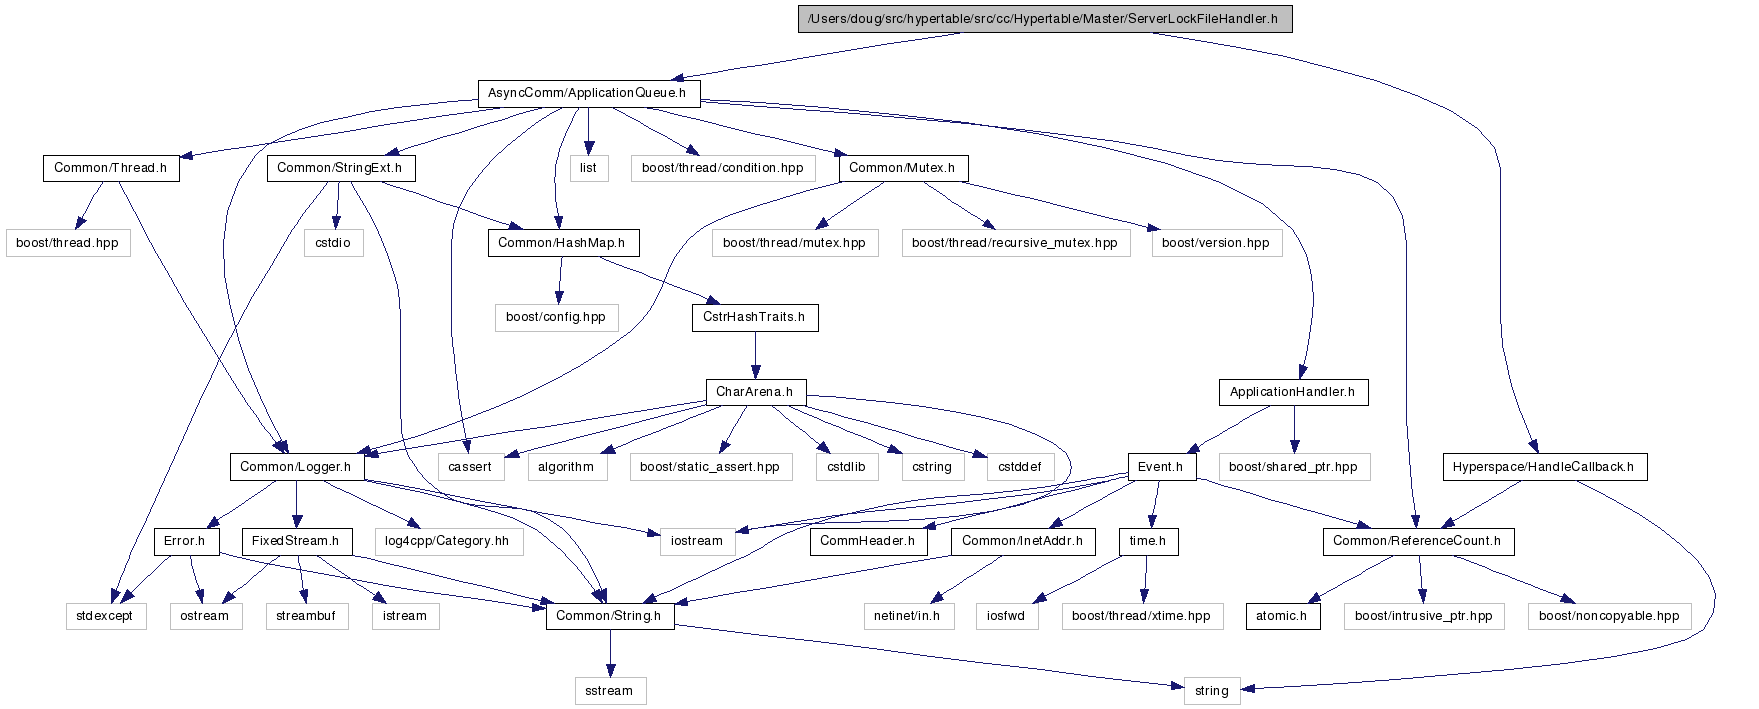 /Users/doug/src/hypertable/src/cc/Hypertable/Master/ServerLockFileHandler.h
AsyncComm/ApplicationQueue.h
Common/Thread.h
Common/StringExt.h
list
boost/thread/condition.hpp
Common/Mutex.h
boost/thread.hpp
cstdio
Common/HashMap.h
boost/thread/mutex.hpp
boost/thread/recursive_mutex.hpp
boost/version.hpp
boost/config.hpp
CstrHashTraits.h
CharArena.h
ApplicationHandler.h
Common/Logger.h
cassert
algorithm
boost/static_assert.hpp
cstdlib
cstring
cstddef
Event.h
boost/shared_ptr.hpp
Hyperspace/HandleCallback.h
Error.h
FixedStream.h
log4cpp/Category.hh
iostream
CommHeader.h
Common/InetAddr.h
time.h
Common/ReferenceCount.h
stdexcept
ostream
streambuf
istream
Common/String.h
netinet/in.h
iosfwd
boost/thread/xtime.hpp
atomic.h
boost/intrusive_ptr.hpp
boost/noncopyable.hpp
sstream
string